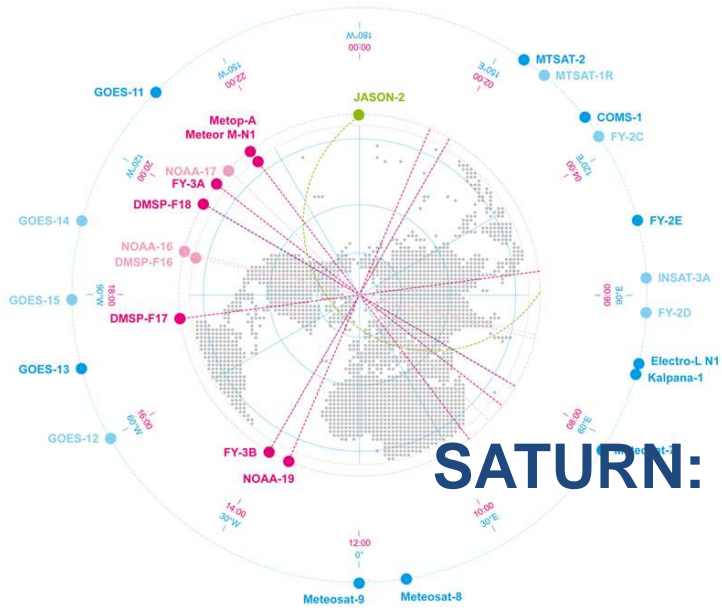 180°W
00:00
150°W
22:00
150°E
02:00
MTSAT-2
MTSAT-1R
GOES-11
JASON-2
Metop-A
Meteor M-N1
COMS-1
FY-2C
120°W
20:00
120°E
04:00
NOAA-17
FY-3A
DMSP-F18
GOES-14
FY-2E
NOAA-16
DMSP-F16
INSAT-3A
GOES-15
90°W
18:00
06:00
90°E
FY-2D
DMSP-F17
GOES-13
Electro-L N1
Kalpana-1
60°W
16:00
08:00
60°E
GOES-12
FY-3B
NOAA-19
SATURN:
14:00
30°W
10:00
30°E
12:00
0°
Meteosat-9
Meteosat-8